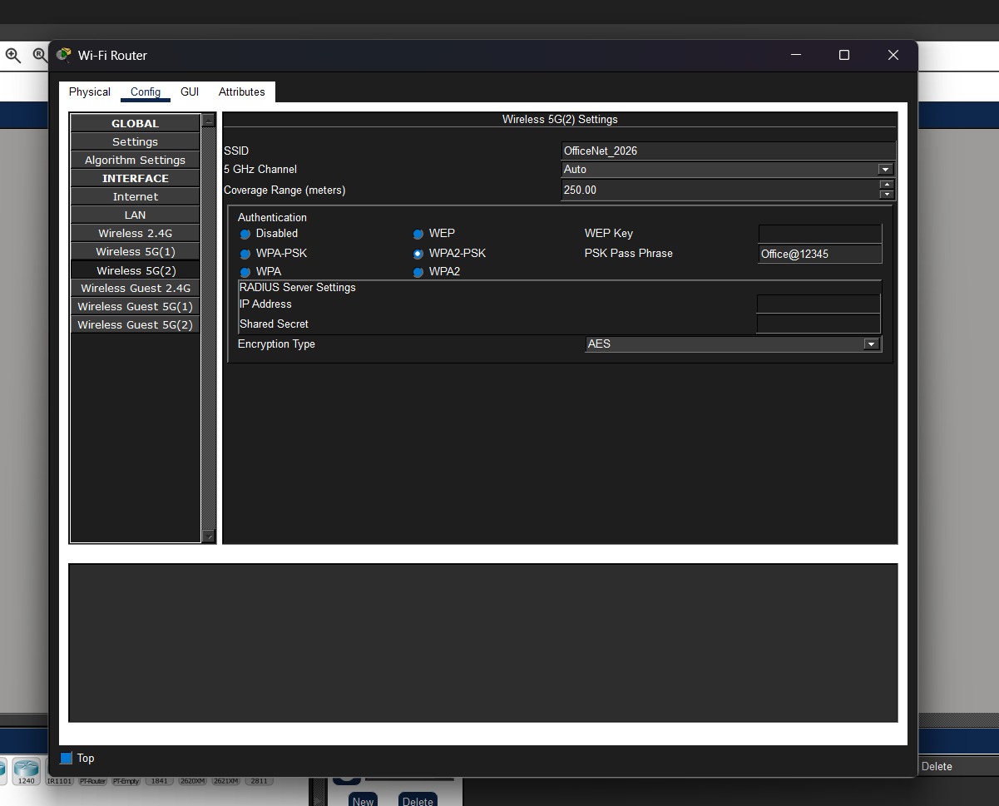 Wi-Fi Router
Physical Config GUI Attributes
GLOBAL
Settings
Algorithm Settings
INTERFACE
Internet
LAN
Wireless 2.4G
Wireless 5G(1)
Wireless 5G(2)
Wireless Guest 2.4G
Wireless Guest 5G(1)
Wireless Guest 5G(2)
Wireless 5G(2) Settings
SSID OfficeNet_2026
5 GHz Channel Auto
Coverage Range (meters) 250.00
Authentication
Disabled WEP WEP Key
WPA-PSK WPA2-PSK PSK Pass Phrase Office@12345
WPA WPA2
RADIUS Server Settings
IP Address
Shared Secret
Encryption Type AES
Top
Delete
1240 IR1101 PT-Router PT-Empty 1841 2620XM 2621XM 2811
New Delete